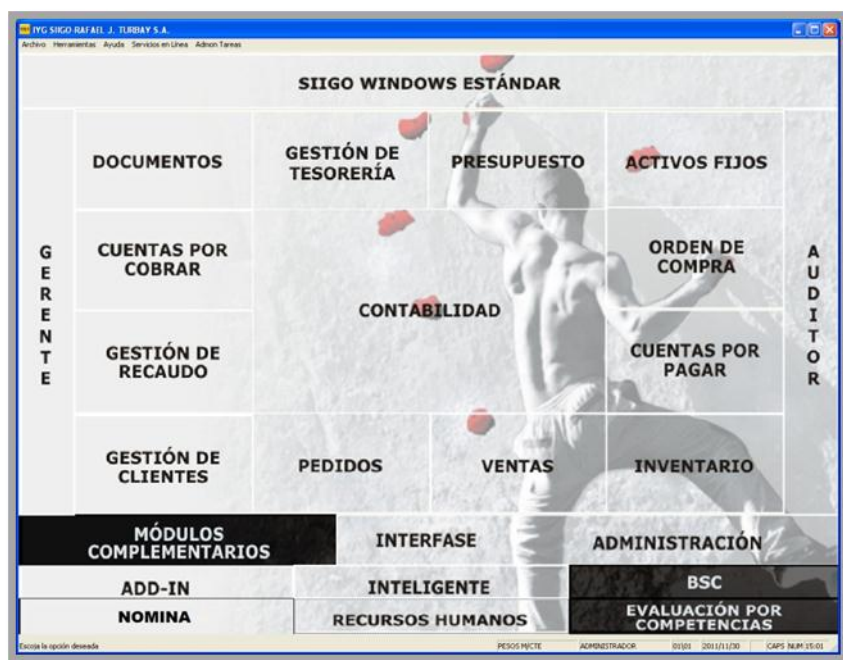 IYG SIIGO RAFAEL J. TURBAY S.A.
Archivo Herramientas Ayuda Servicios en Línea Admon Tareas
SIIGO WINDOWS ESTÁNDAR
DOCUMENTOS
GESTIÓN DE
TESORERÍA
PRESUPUESTO
ACTIVOS FIJOS
GERENTE
CUENTAS POR
COBRAR
CONTABILIDAD
ORDEN DE
COMPRA
AUDITOR
GESTIÓN DE
RECAUDO
CUENTAS POR
PAGAR
GESTIÓN DE
CLIENTES
PEDIDOS
VENTAS
INVENTARIO
MÓDULOS
COMPLEMENTARIOS
INTERFASE
ADMINISTRACIÓN
ADD-IN
INTELIGENTE
BSC
NOMINA
RECURSOS HUMANOS
EVALUACIÓN POR
COMPETENCIAS
Escoja la opción deseada
PESOS M/CTE ADMINISTRADOR 01|01 2011/11/30 CAPS NUM 15:01